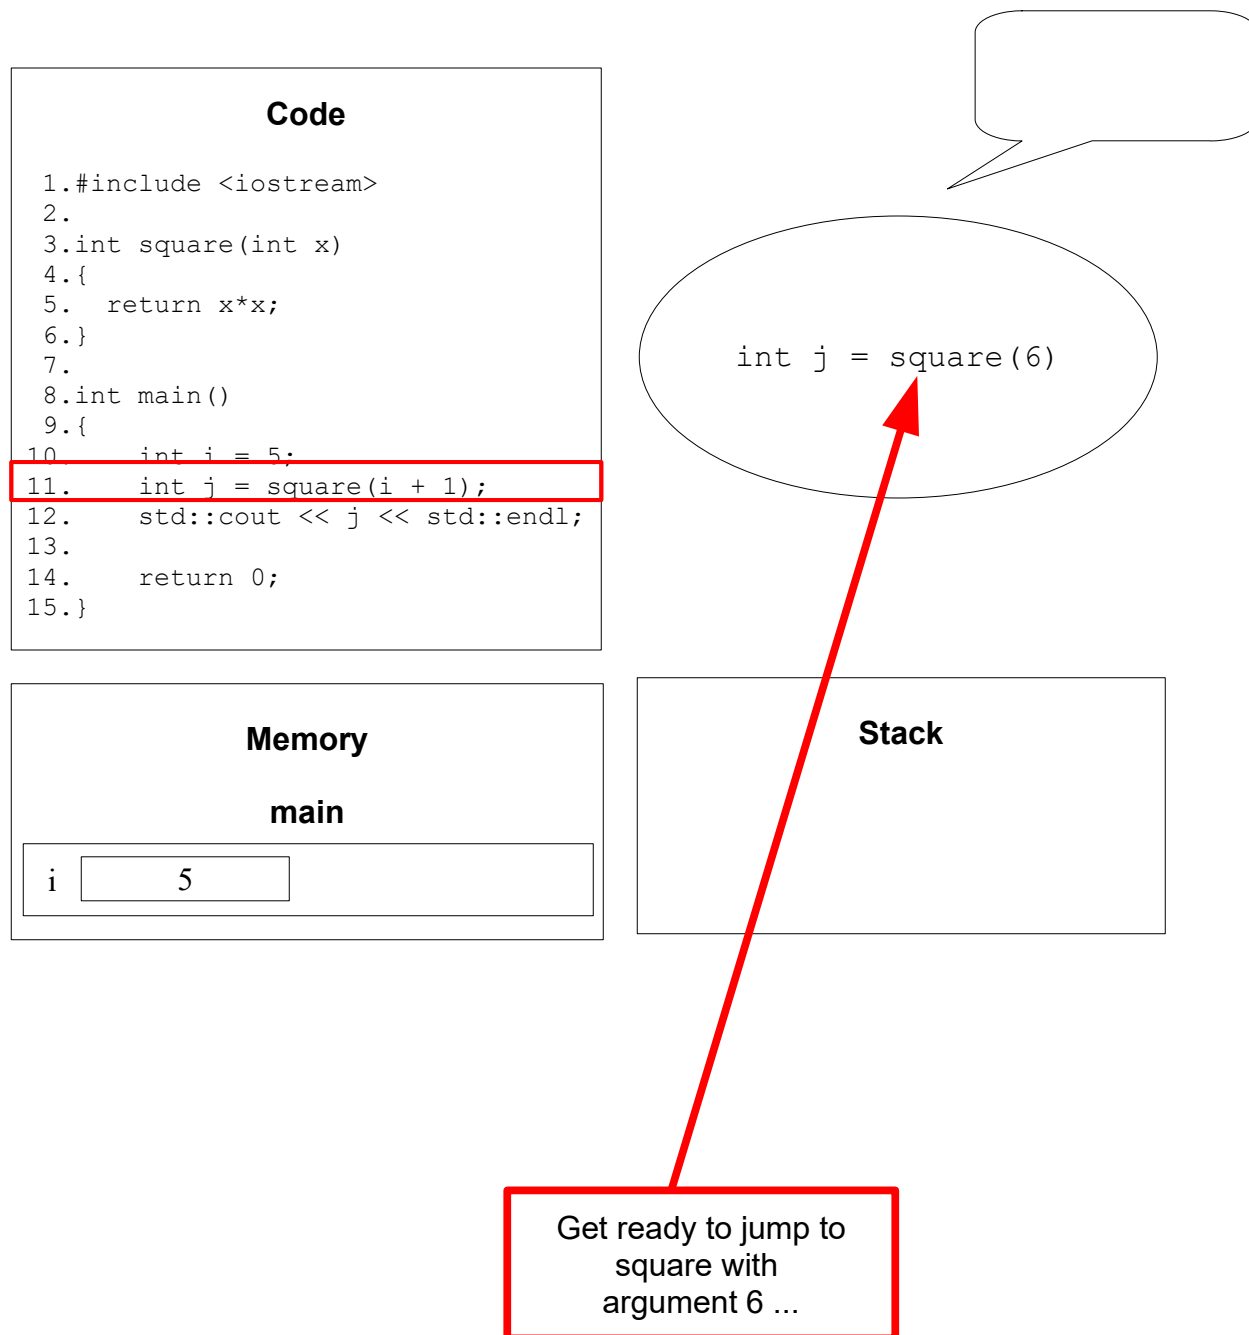 Code
1.#include <iostream>
2.
3.int square(int x)
4.{
5.  return x*x;
6.}
7.
8.int main()
9.{
10.    int i = 5;
11.    int j = square(i + 1);
12.    std::cout << j << std::endl;
13.
14.    return 0;
15.}
int j = square(6)
Memory
main
i 5
Stack
Get ready to jump to
square with
argument 6 ...